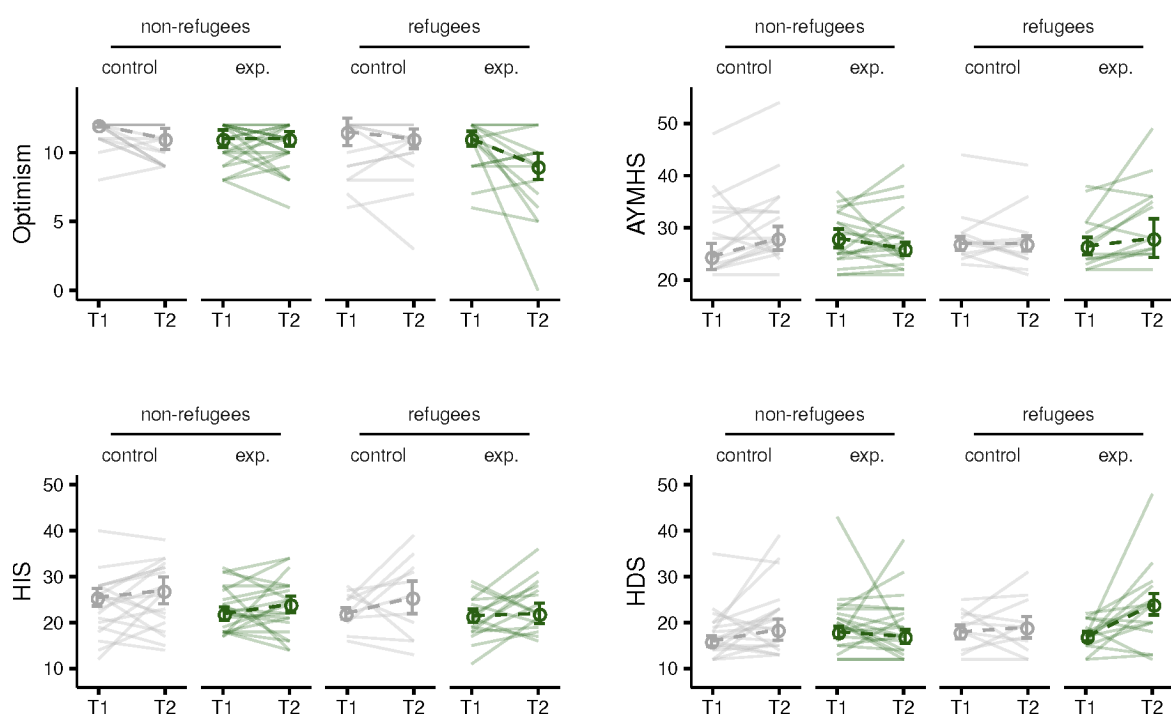 non-refugees refugees
control exp. control exp.
Optimism
10
5
0
T1 T2 T1 T2 T1 T2 T1 T2
non-refugees refugees
control exp. control exp.
AYMHS
50
40
30
20
T1 T2 T1 T2 T1 T2 T1 T2
non-refugees refugees
control exp. control exp.
HIS
50
40
30
20
10
T1 T2 T1 T2 T1 T2 T1 T2
non-refugees refugees
control exp. control exp.
HDS
50
40
30
20
10
T1 T2 T1 T2 T1 T2 T1 T2